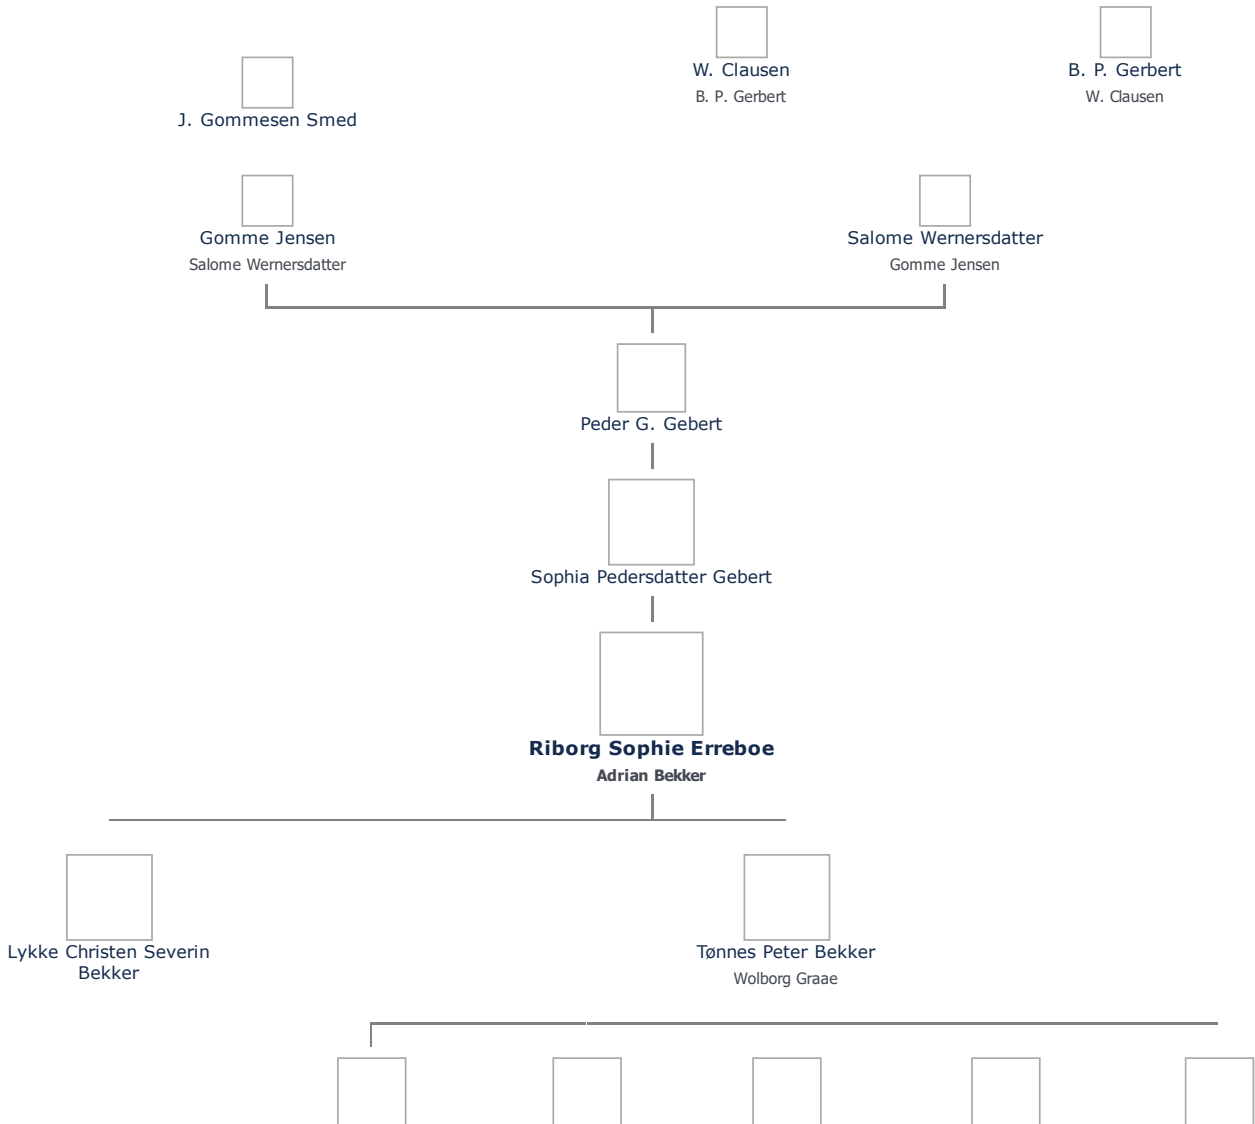 W. Clausen
B. P. Gerbert
B. P. Gerbert
W. Clausen
J. Gommesen Smed
Gomme Jensen
Salome Wernersdatter
Salome Wernersdatter
Gomme Jensen
Peder G. Gebert
Sophia Pedersdatter Gebert
Riborg Sophie Erreboe
Adrian Bekker
Lykke Christen Severin
Bekker
Tønnes Peter Bekker
Wolborg Graae